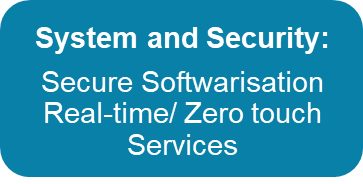 System and Security:
Secure Softwarisation
Real-time/ Zero touch
Services